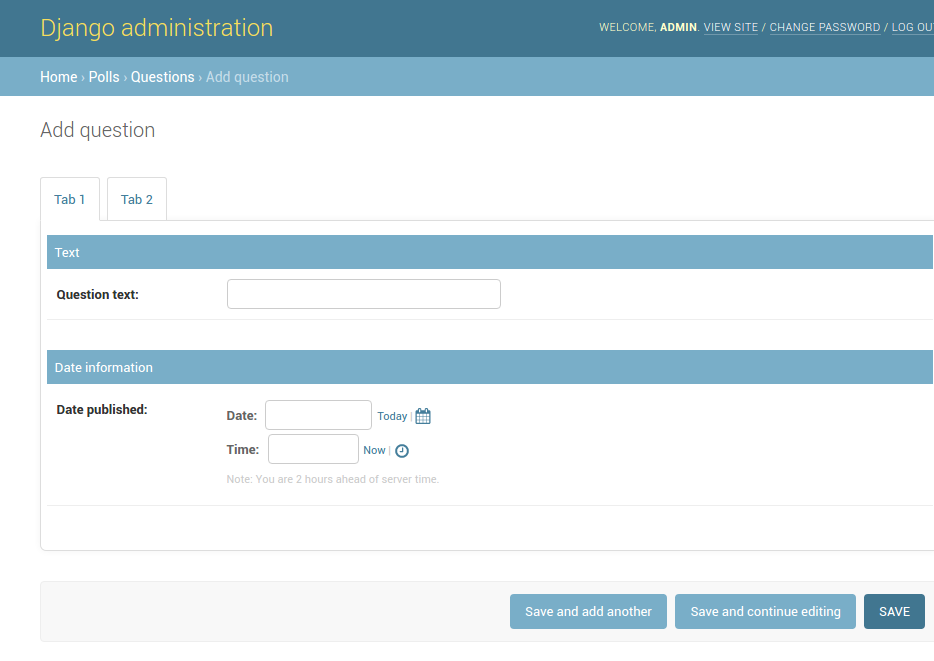 Django administration
WELCOME, ADMIN. VIEW SITE / CHANGE PASSWORD / LOG OU
Home › Polls › Questions › Add question
Add question
Tab 1 Tab 2
Text
Question text:
Date information
Date published:
Date: Today |
Time: Now |
Note: You are 2 hours ahead of server time.
Save and add another Save and continue editing SAVE